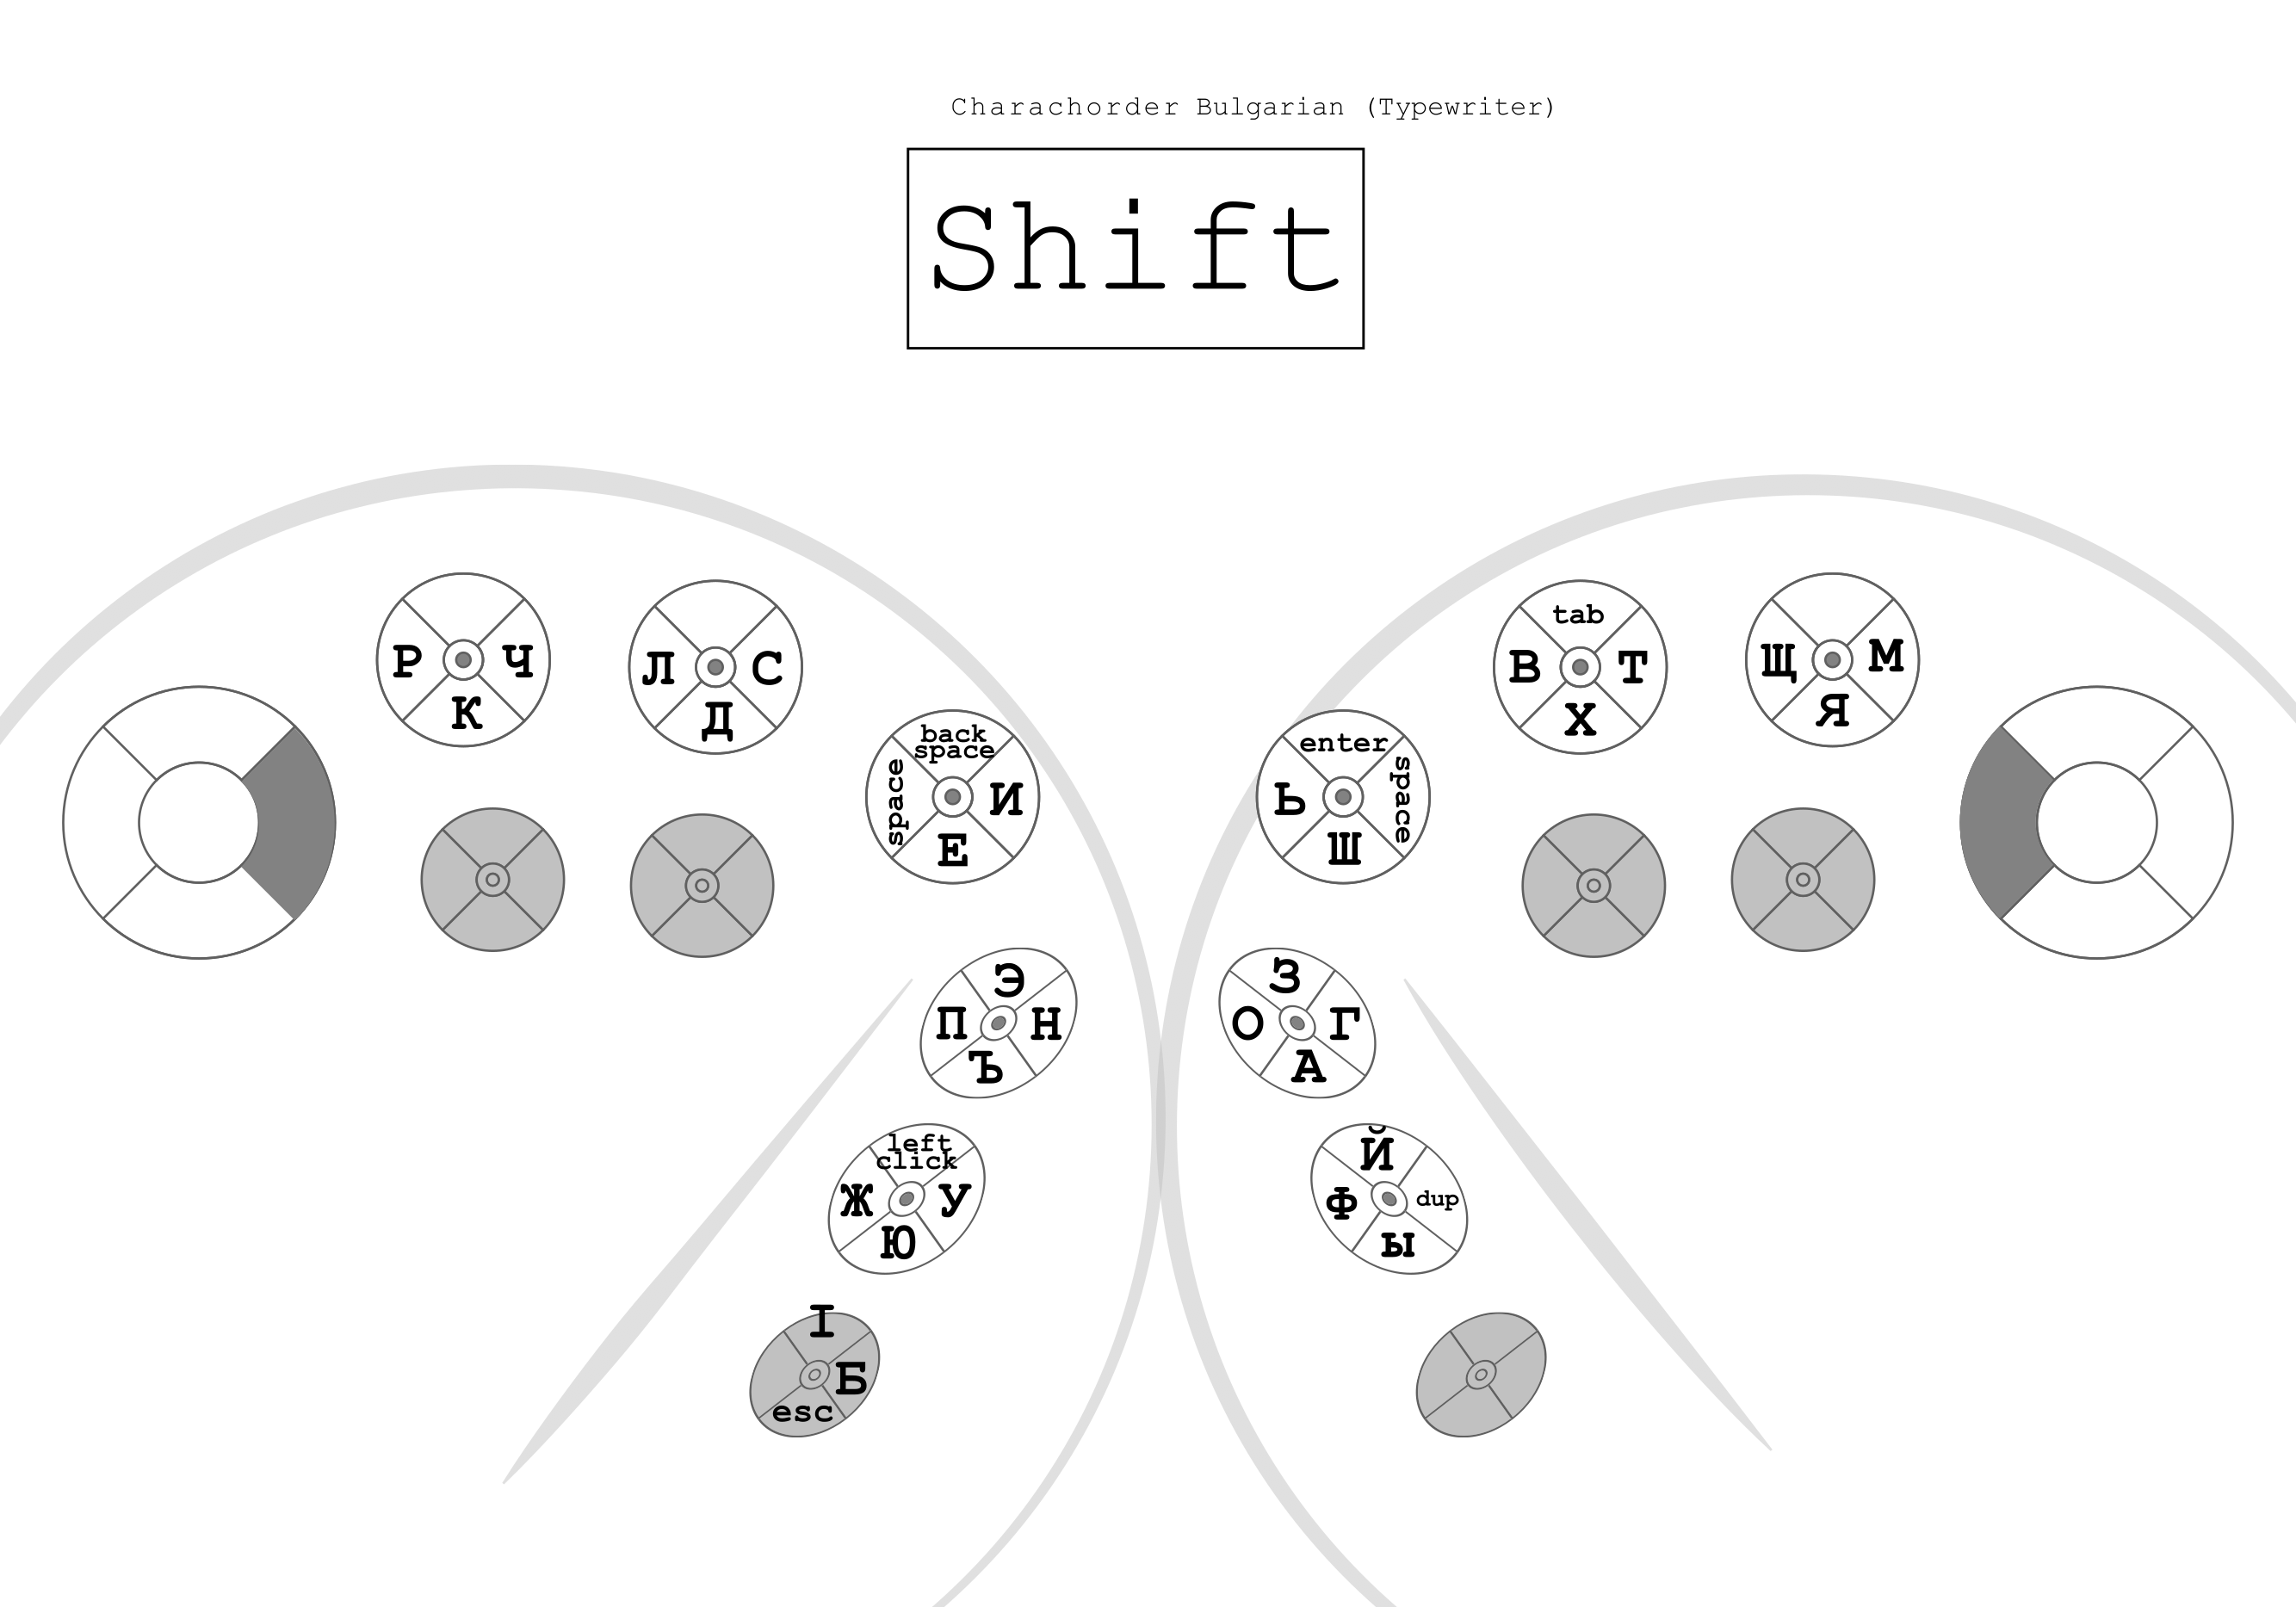 Charachorder Bulgarian (Typewriter)
Shift
Р Ч К
Л С Д
back
space
space И Е
enter
Ь space Ш
tab
В Т Х
Щ М Я
Э
П Н
Ъ
З
О Г
А
left
click
Ж У
Ю
Й
Ф dup
ы
І
Б
esc